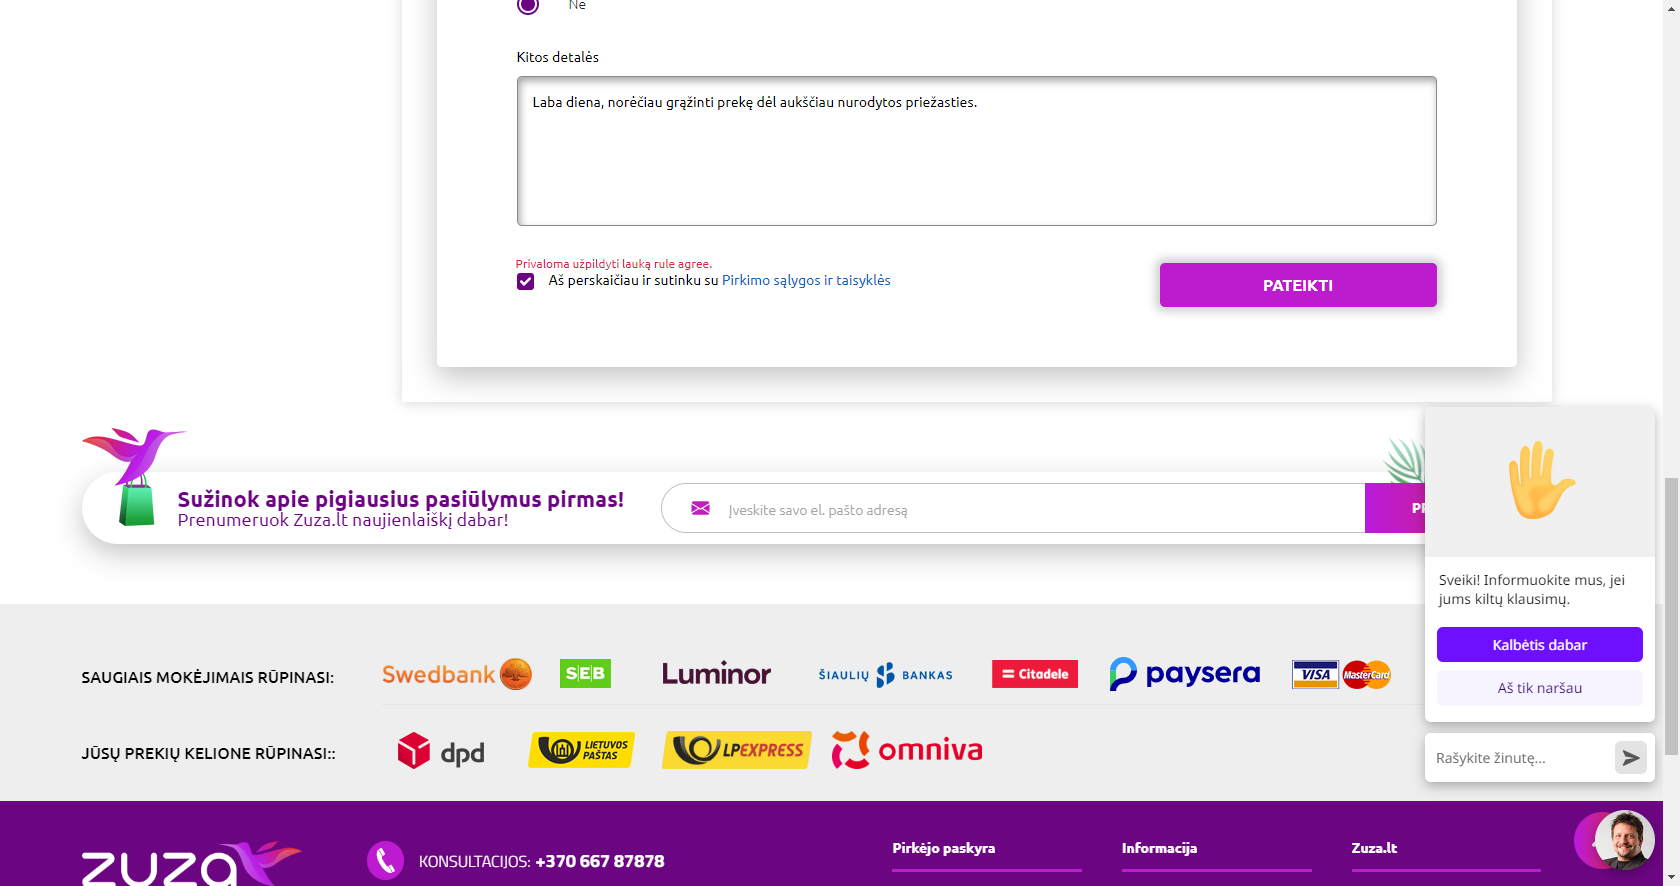 Ne
Kitos detalės
Laba diena, norėčiau grąžinti prekę dėl aukščiau nurodytos priežasties.
Privaloma užpildyti lauką rule agree.
Aš perskaičiau ir sutinku su Pirkimo sąlygos ir taisyklės
PATEIKTI
Sužinok apie pigiausius pasiūlymus pirmas!
Prenumeruok Zuza.lt naujienlaiškį dabar!
Įveskite savo el. pašto adresą
Sveiki! Informuokite mus, jei
jums kiltų klausimų.
Kalbėtis dabar
Aš tik naršau
Rašykite žinutę...
SAUGIAIS MOKĖJIMAIS RŪPINASI:
Swedbank
SEB
Luminor
ŠIAULIŲ BANKAS
Citadele
paysera
VISA
MasterCard
JŪSŲ PREKIŲ KELIONE RŪPINASI::
dpd
LIETUVOS
PAŠTAS
LPEXPRESS
omniva
zuza
KONSULTACIJOS: +370 667 87878
Pirkėjo paskyra
Informacija
Zuza.lt